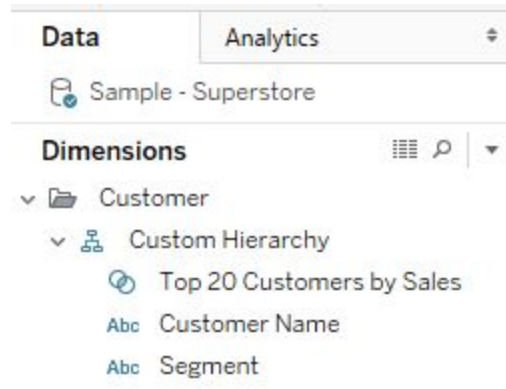 Data Analytics
Sample - Superstore
Dimensions
Customer
Custom Hierarchy
Top 20 Customers by Sales
Abc Customer Name
Abc Segment